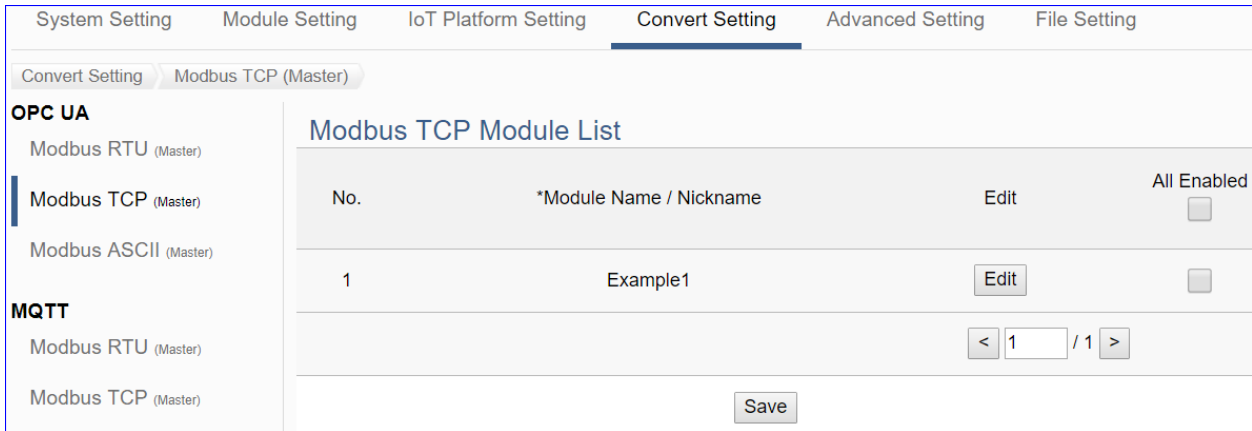 System Setting Module Setting IoT Platform Setting Convert Setting Advanced Setting File Setting
Convert Setting Modbus TCP (Master)
OPC UA
Modbus RTU (Master)
Modbus TCP (Master)
Modbus ASCII (Master)
MQTT
Modbus RTU (Master)
Modbus TCP (Master)
Modbus TCP Module List
No. *Module Name / Nickname Edit All Enabled
1 Example1 Edit
< 1 / 1 >
Save